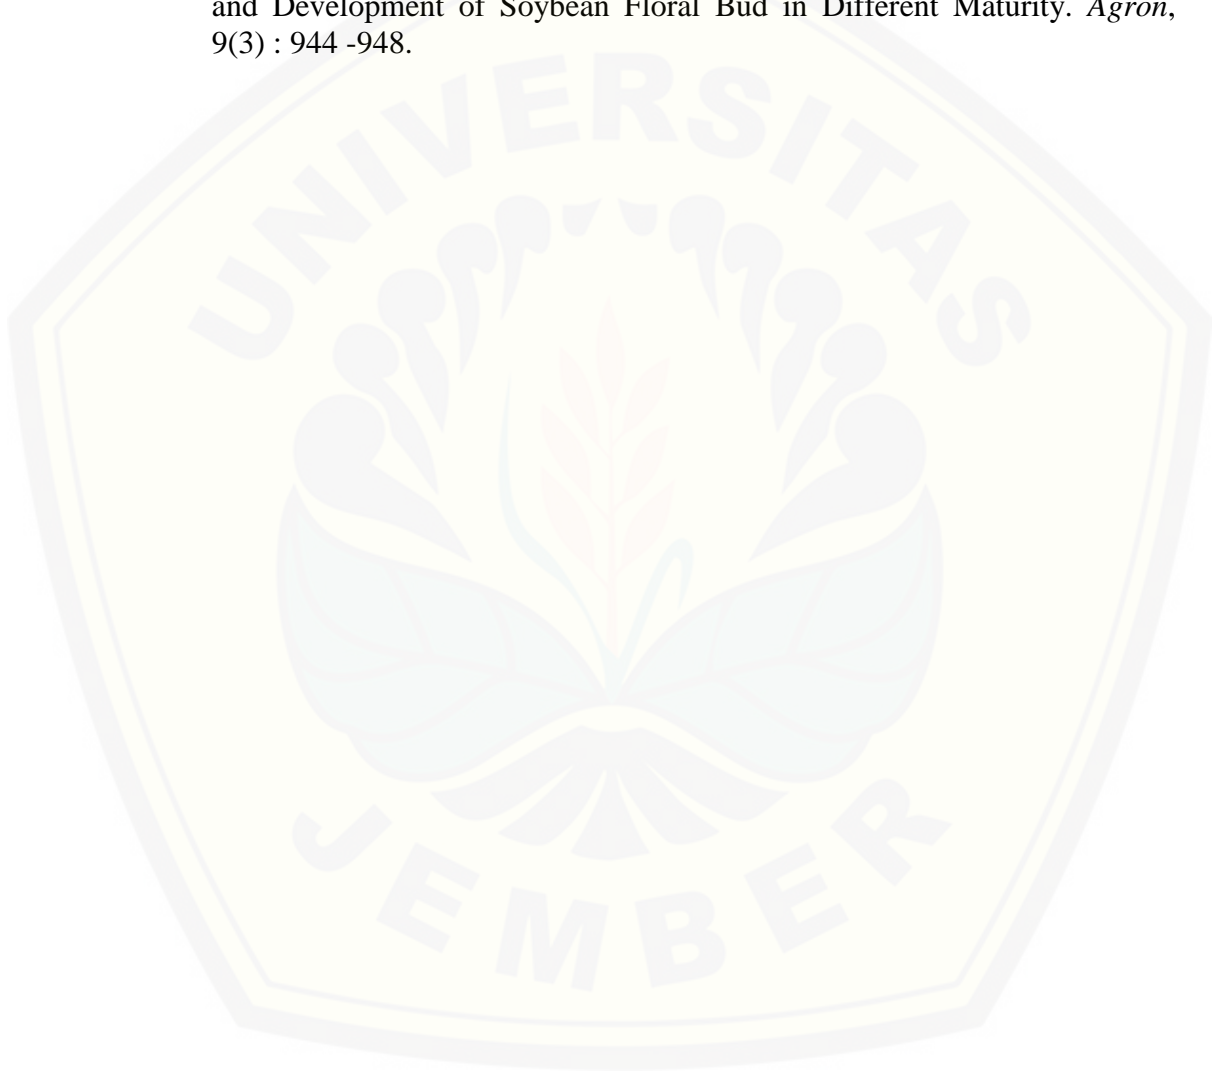 and Development of Soybean Floral Bud in Different Maturity. Agron,
9(3) : 944 -948.
UNIVERSITAS
JEMBER